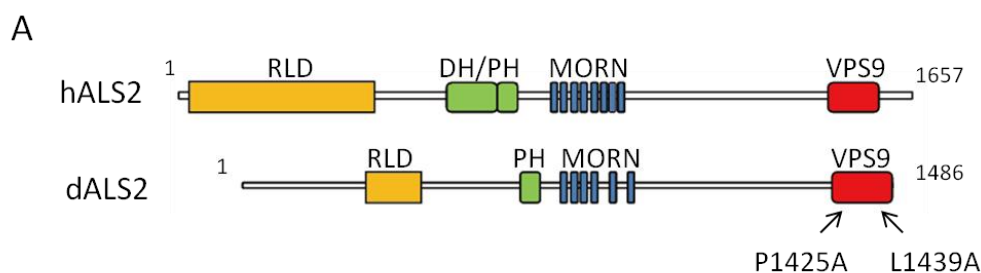 A
1 RLD DH/PH MORN VPS9 1657
hALS2
1 RLD PH MORN VPS9 1486
dALS2
P1425A L1439A